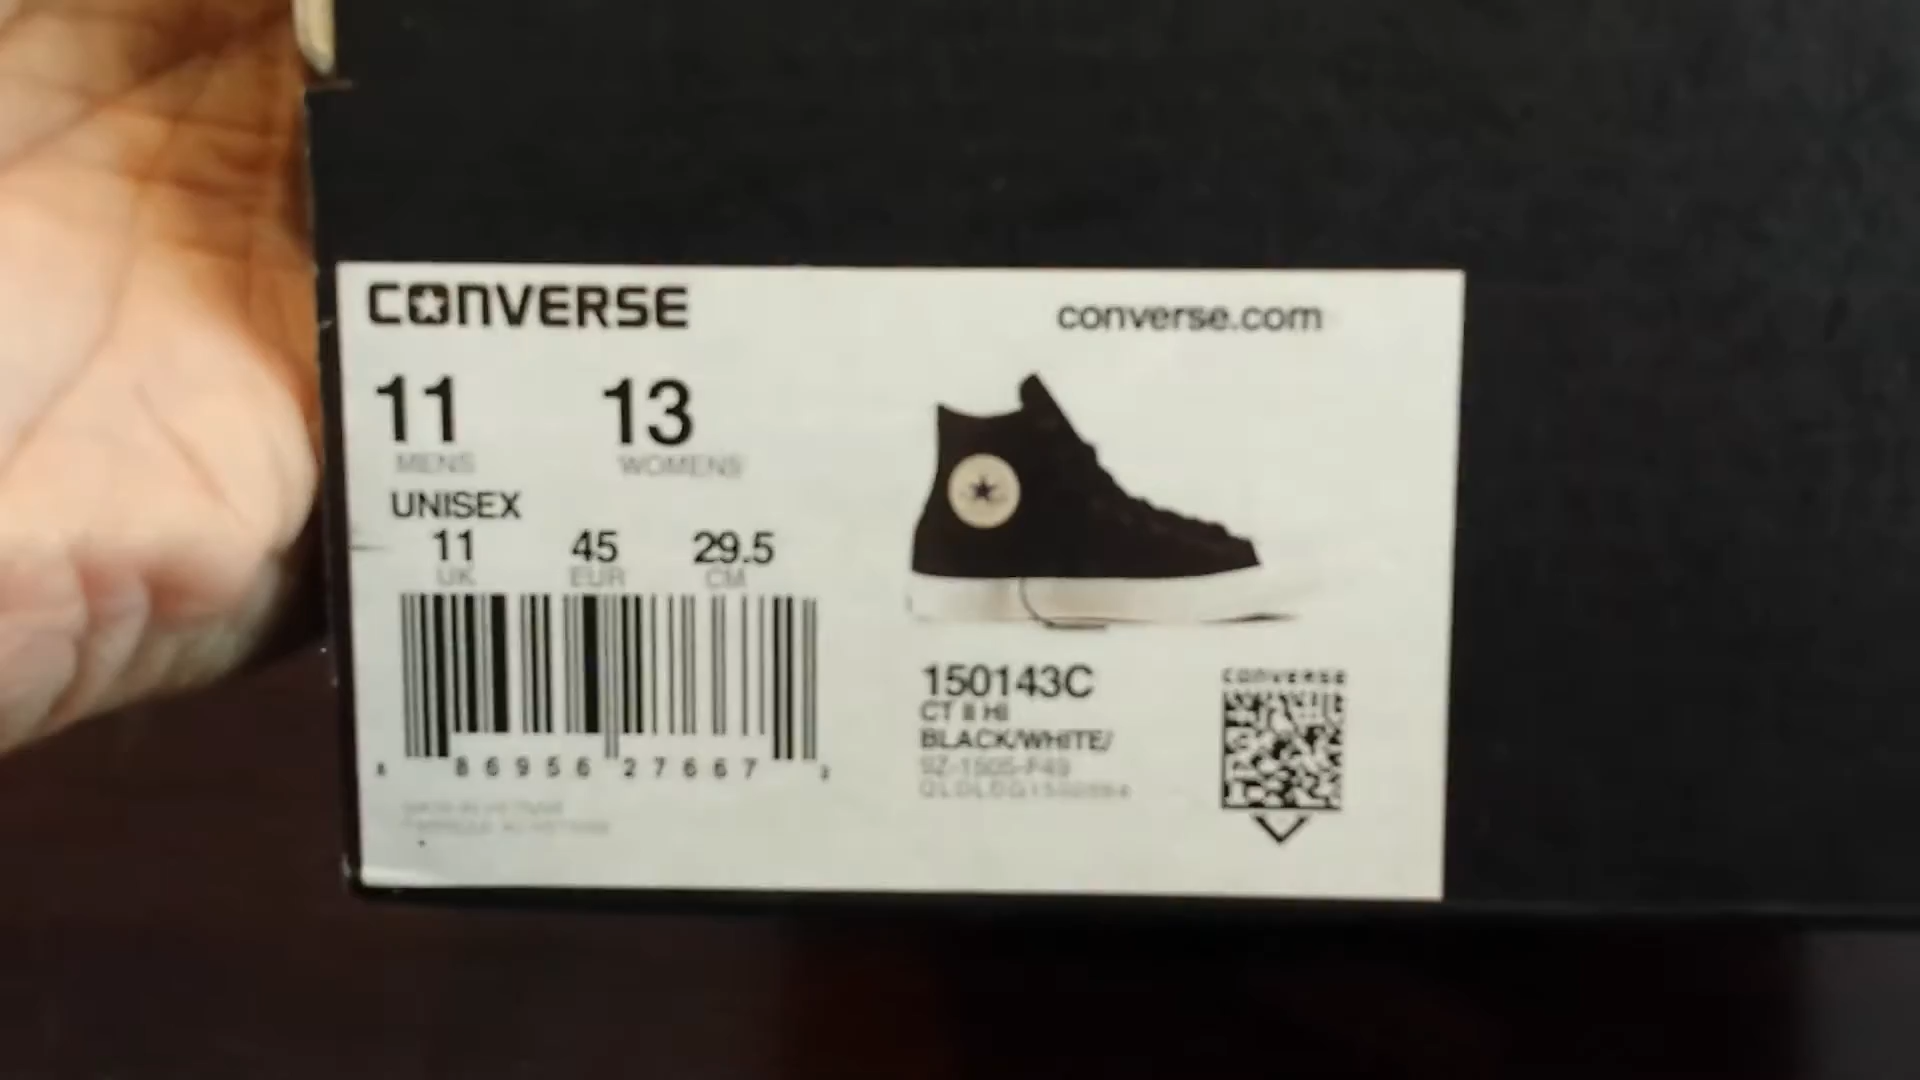 CONVERSE
converse.com
11 13
MENS WOMENS
UNISEX
11 45 29.5
UK EUR CM
86956 27667
150143C
CT II HI
BLACK/WHITE/
CONVERSE